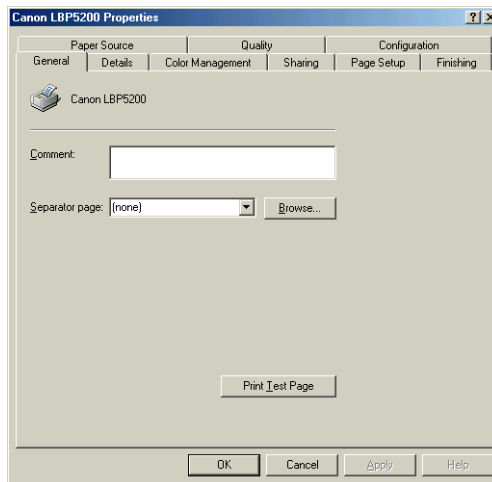 Canon LBP5200 Properties
Paper Source Quality Configuration
General Details Color Management Sharing Page Setup Finishing
Canon LBP5200
Comment:
Separator page: (none) Browse...
Print Test Page
OK Cancel Apply Help